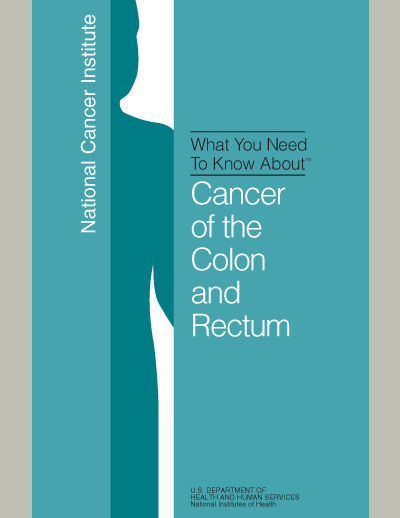 National Cancer Institute
What You Need
To Know About™
Cancer
of the
Colon
and
Rectum
U.S. DEPARTMENT OF
HEALTH AND HUMAN SERVICES
National Institutes of Health